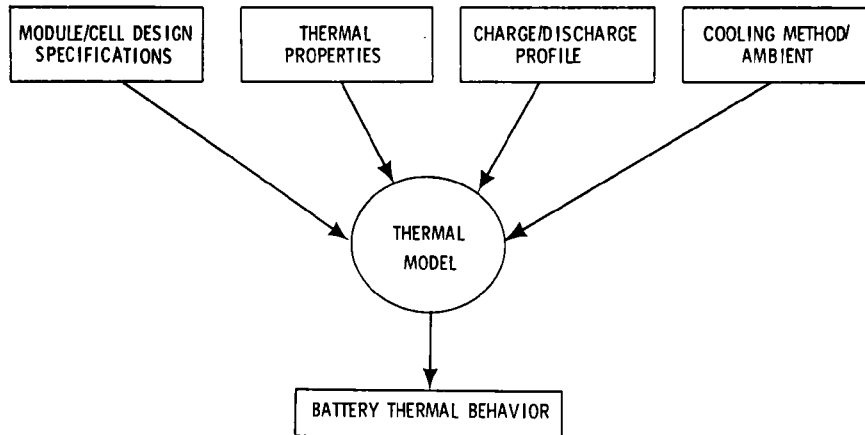 MODULE/CELL DESIGN
SPECIFICATIONS
THERMAL
PROPERTIES
CHARGE/DISCHARGE
PROFILE
COOLING METHOD/
AMBIENT
THERMAL
MODEL
BATTERY THERMAL BEHAVIOR